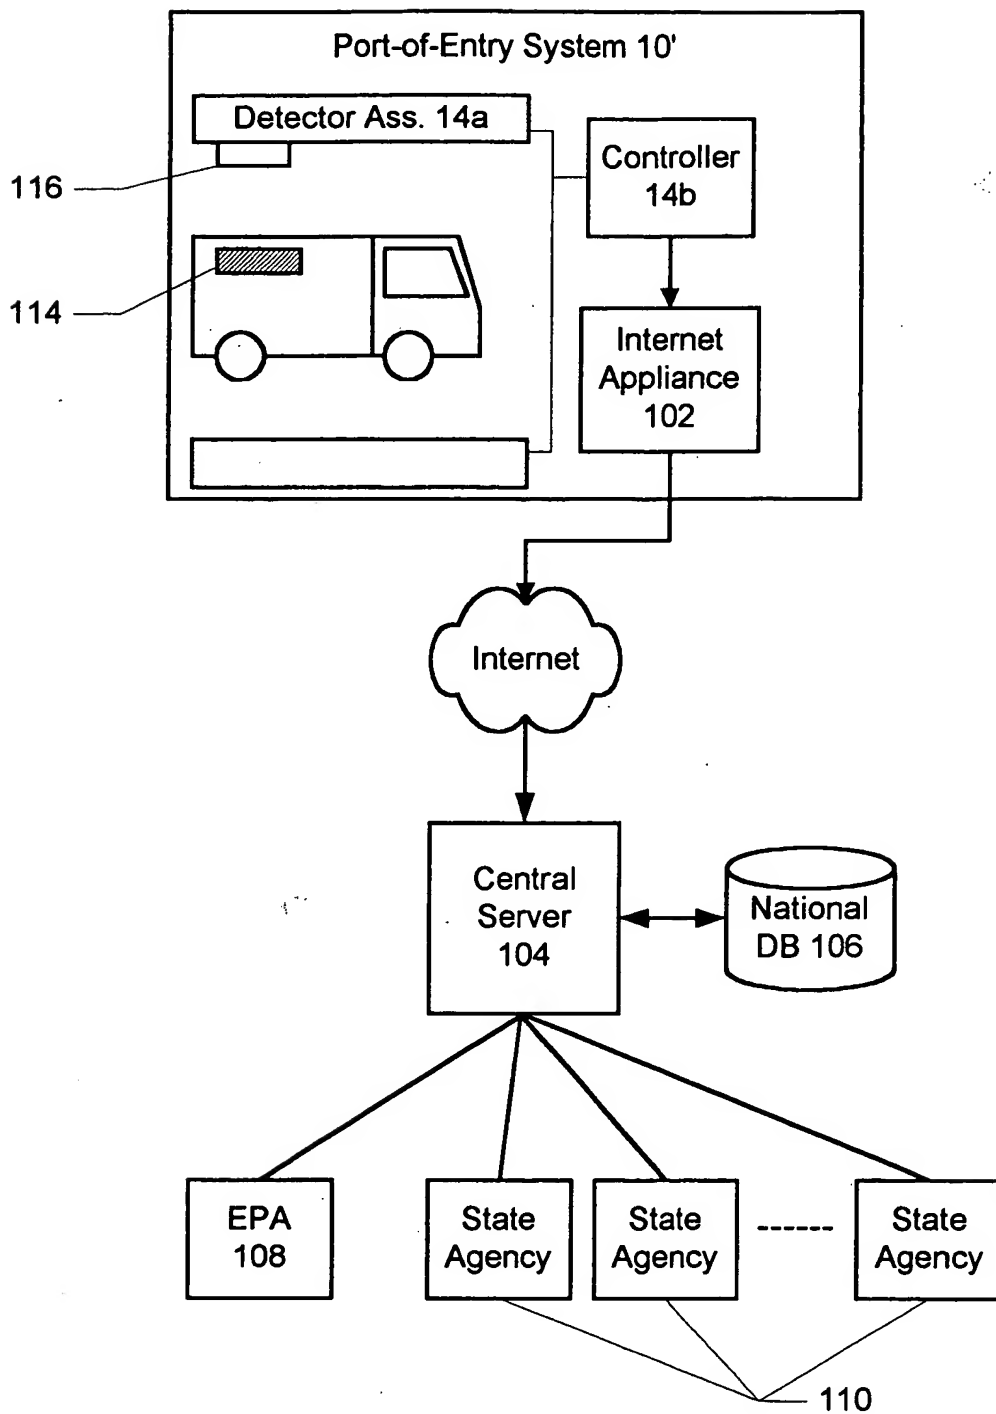 Port-of-Entry System 10'
Detector Ass. 14a
Controller
14b
116
114
Internet
Appliance
102
Internet
Central
Server
104
National
DB 106
EPA
108
State
Agency
State
Agency
State
Agency
110